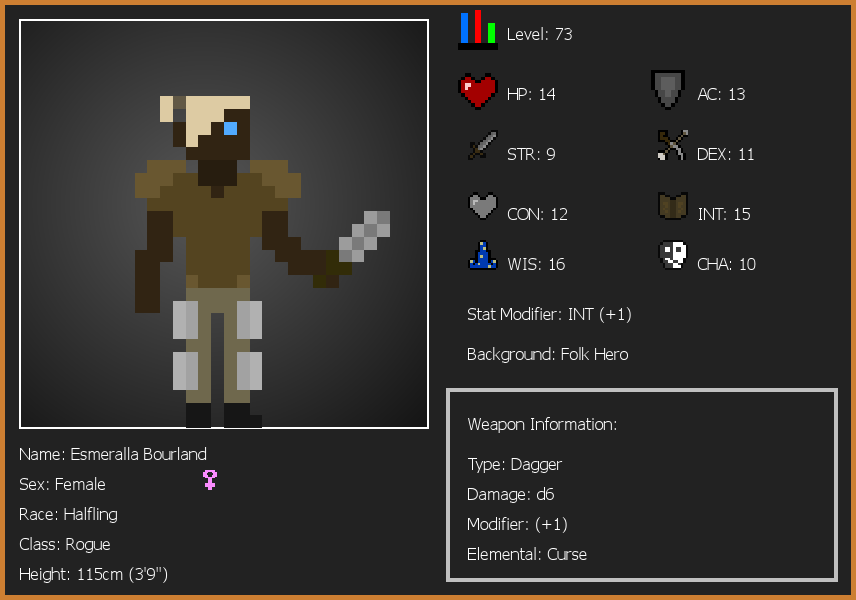 Level: 73
HP: 14
AC: 13
STR: 9
DEX: 11
CON: 12
INT: 15
WIS: 16
CHA: 10
Stat Modifier: INT (+1)
Background: Folk Hero
Weapon Information:
Type: Dagger
Damage: d6
Modifier: (+1)
Elemental: Curse
Name: Esmeralla Bourland
Sex: Female
Race: Halfling
Class: Rogue
Height: 115cm (3'9")